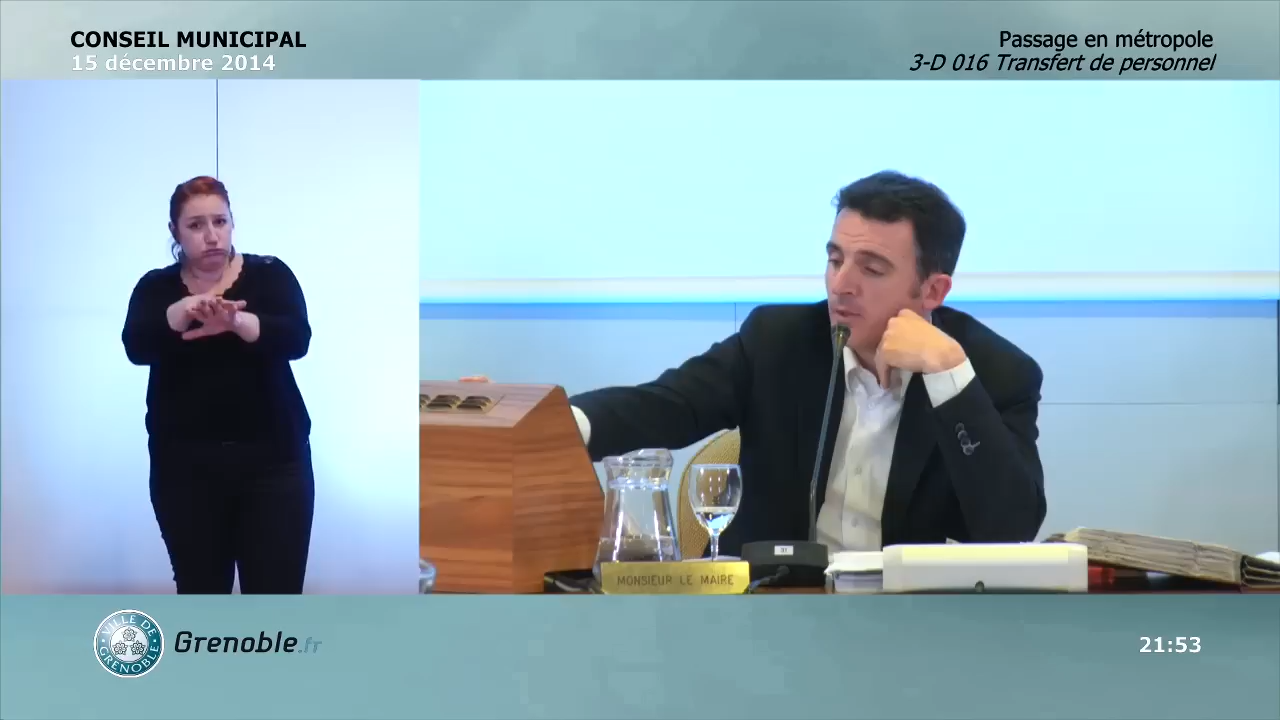 CONSEIL MUNICIPAL
15 décembre 2014
Passage en métropole
3-D 016 Transfert de personnel
MONSIEUR LE MAIRE
VILLE DE GRENOBLE
Grenoble.fr
21:53